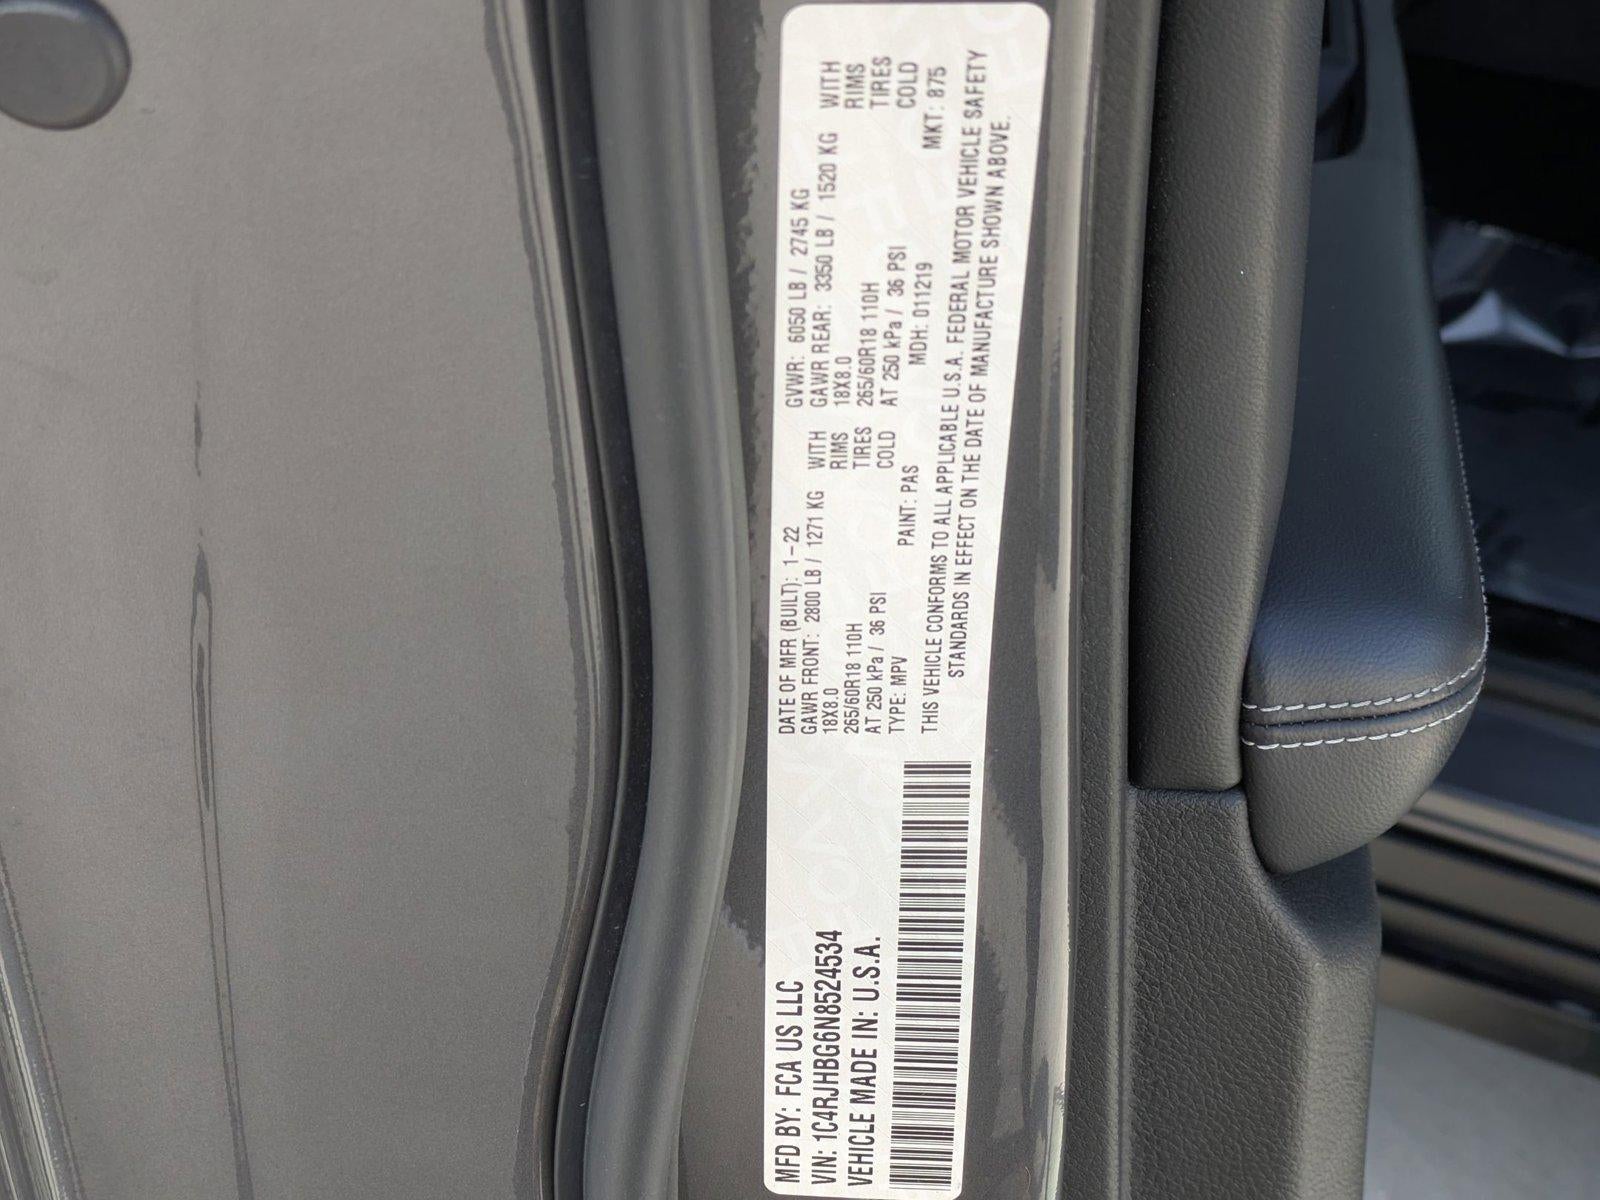 MFD BY: FCA US LLC
VIN: 1C4RJHBG6N8524534
VEHICLE MADE IN: U.S.A.
DATE OF MFR (BUILT): 1-22
GAWR FRONT: 2800 LB / 1271 KG WITH
18X8.0 RIMS
265/60R18 110H TIRES
AT 250 kPa / 36 PSI COLD
TYPE: MPV PAINT: PAS
GVWR: 6050 LB / 2745 KG
GAWR REAR: 3350 LB / 1520 KG WITH
18X8.0 RIMS
265/60R18 110H TIRES
AT 250 kPa / 36 PSI COLD
MDH: 011219 MKT: 875
THIS VEHICLE CONFORMS TO ALL APPLICABLE U.S.A. FEDERAL MOTOR VEHICLE SAFETY
STANDARDS IN EFFECT ON THE DATE OF MANUFACTURE SHOWN ABOVE.